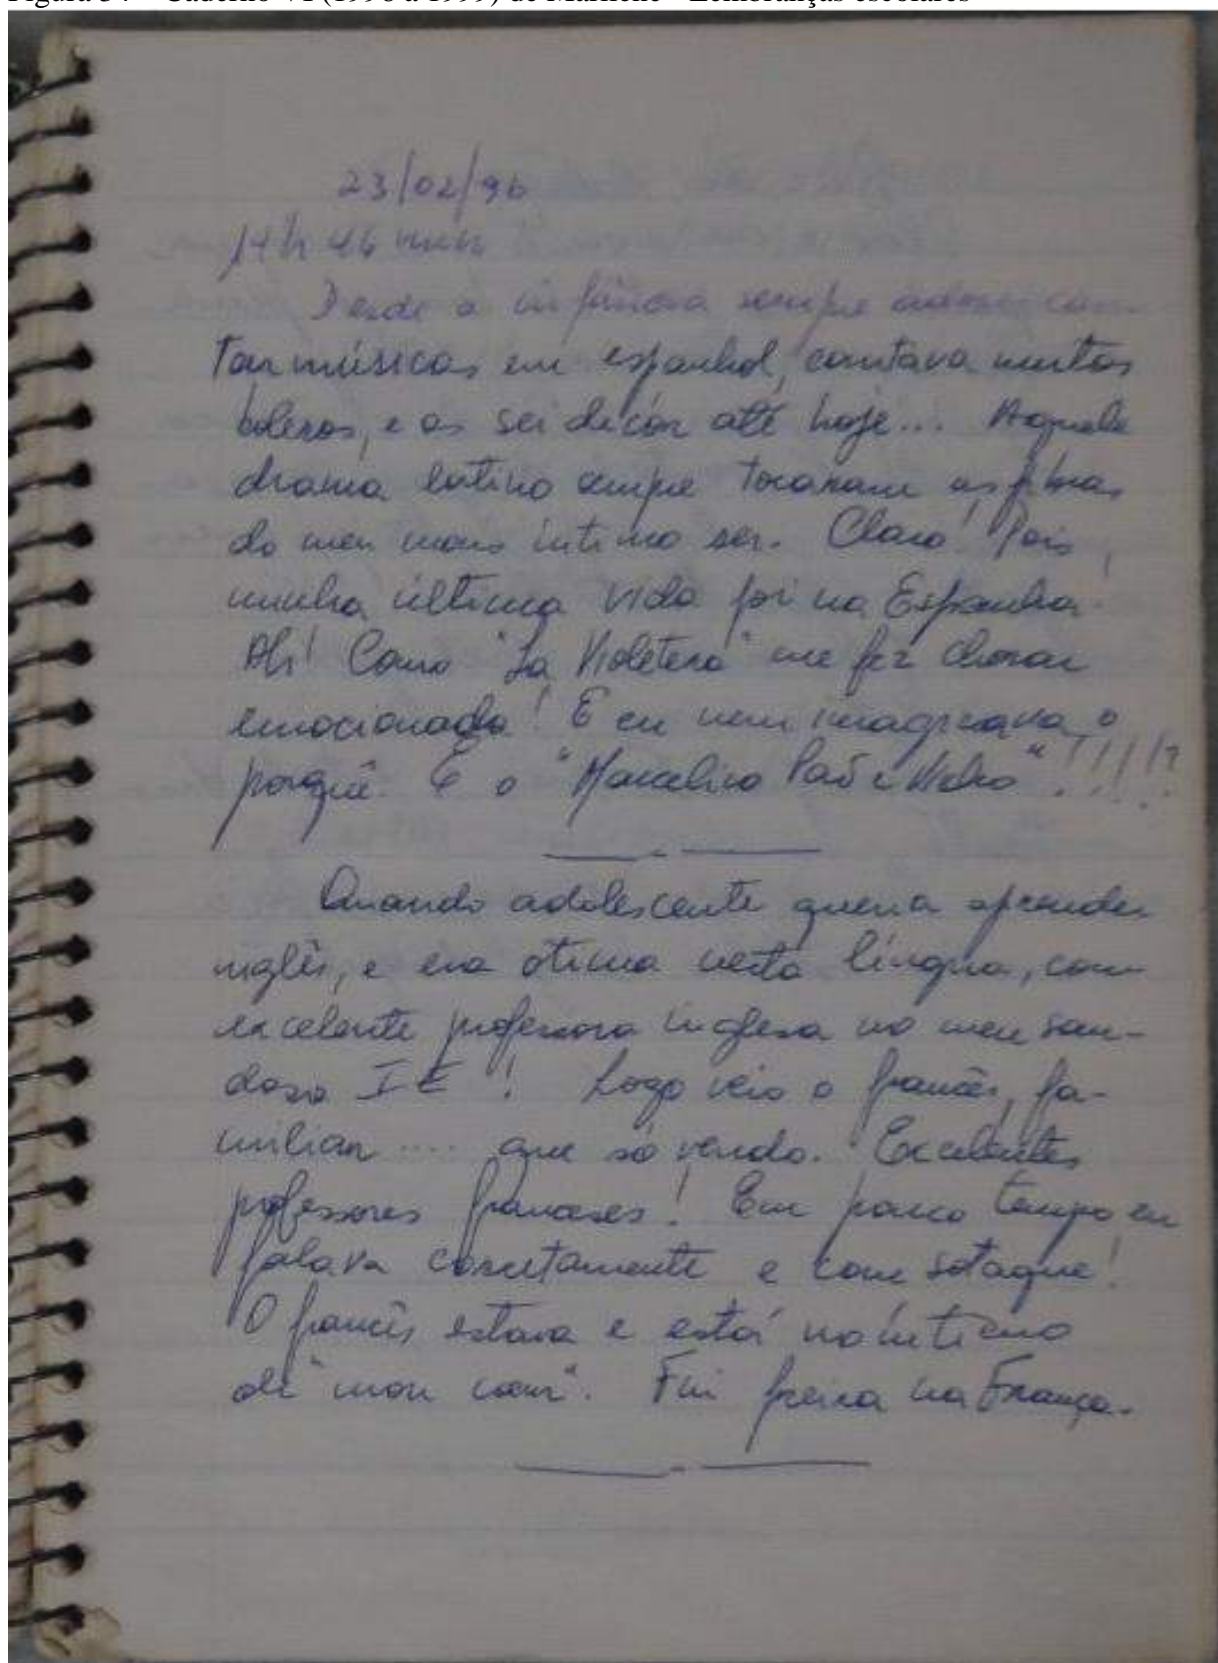 23/02/96
14h 46 min
Desde a infância sempre adorei can-
tar músicas em espanhol, cantava muitos
boleros, e os sei decór até hoje... Aquele
drama latino sempre tocaram as fibras
do meu mais íntimo ser. Claro! Pois,
minha última vida foi na Espanha!
Ah! Como "La Violetera" me fez chorar
emocionada! E eu nem imaginava o
porquê. E o "Marcelino Pão e Vinho"!!!!?
Quando adolescente queria aprender
inglês, e era ótima nesta língua, com
excelente professora inglesa no meu sau-
doso IE! Logo veio o francês, fa-
miliar .... que só vendo. Excelentes
professores franceses! Em pouco tempo eu
falava corretamente e com sotaque!
O francês estava e está no íntimo
de "mon cœur". Fui freira na França.